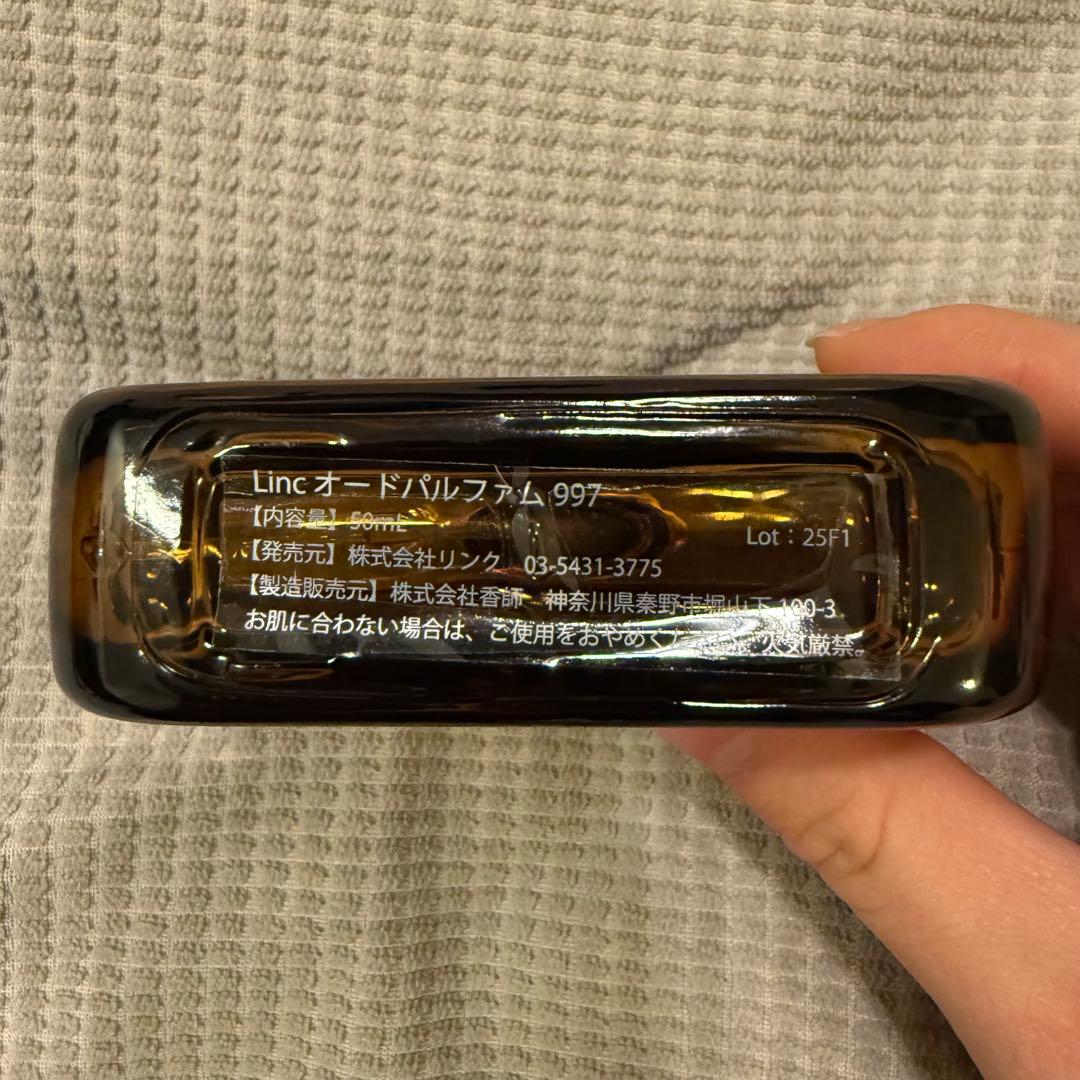 Linc オードパルファム 997
【内容量】 50mL
Lot：25F1
【発売元】 株式会社リンク 03-5431-3775
【製造販売元】 株式会社香師 神奈川県秦野市堀山下 100-3
お肌に合わない場合は、ご使用をおやめください。火気厳禁。